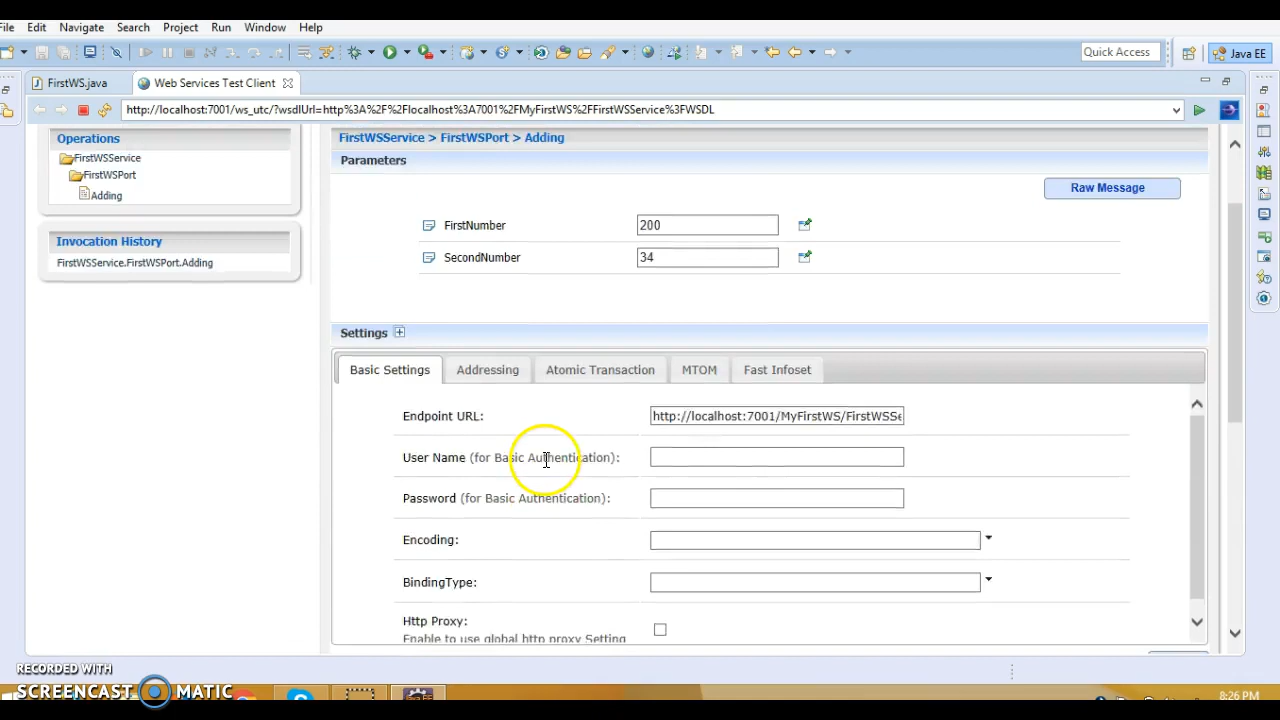 File Edit Navigate Search Project Run Window Help
Quick Access
Java EE
FirstWS.java
Web Services Test Client
http://localhost:7001/ws_utc/?wsdlUrl=http%3A%2F%2Flocalhost%3A7001%2FMyFirstWS%2FFirstWSService%3FWSDL
Operations
FirstWSService
FirstWSPort
Adding
Invocation History
FirstWSService.FirstWSPort.Adding
FirstWSService > FirstWSPort > Adding
Parameters
Raw Message
FirstNumber 200
SecondNumber 34
Settings
Basic Settings Addressing Atomic Transaction MTOM Fast Infoset
Endpoint URL: http://localhost:7001/MyFirstWS/FirstWSSe
User Name (for Basic Authentication):
Password (for Basic Authentication):
Encoding:
BindingType:
Http Proxy:
Enable to use global http proxy Setting
RECORDED WITH
SCREENCAST MATIC
8:26 PM